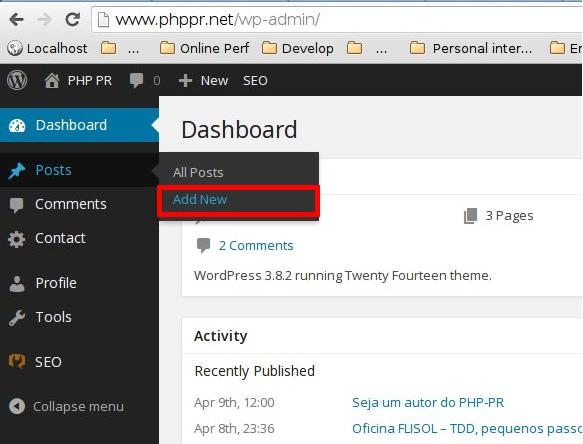 www.phppr.net/wp-admin/
Localhost ... Online Perf Develop ... Personal inter... Em
PHP PR 0 + New SEO
Dashboard
Dashboard
Posts
All Posts
Add New
Comments
3 Pages
Contact
2 Comments
WordPress 3.8.2 running Twenty Fourteen theme.
Profile
Tools
Activity
SEO
Recently Published
Collapse menu
Apr 9th, 12:00 Seja um autor do PHP-PR
Apr 8th, 23:36 Oficina FLISOL – TDD, pequenos passo